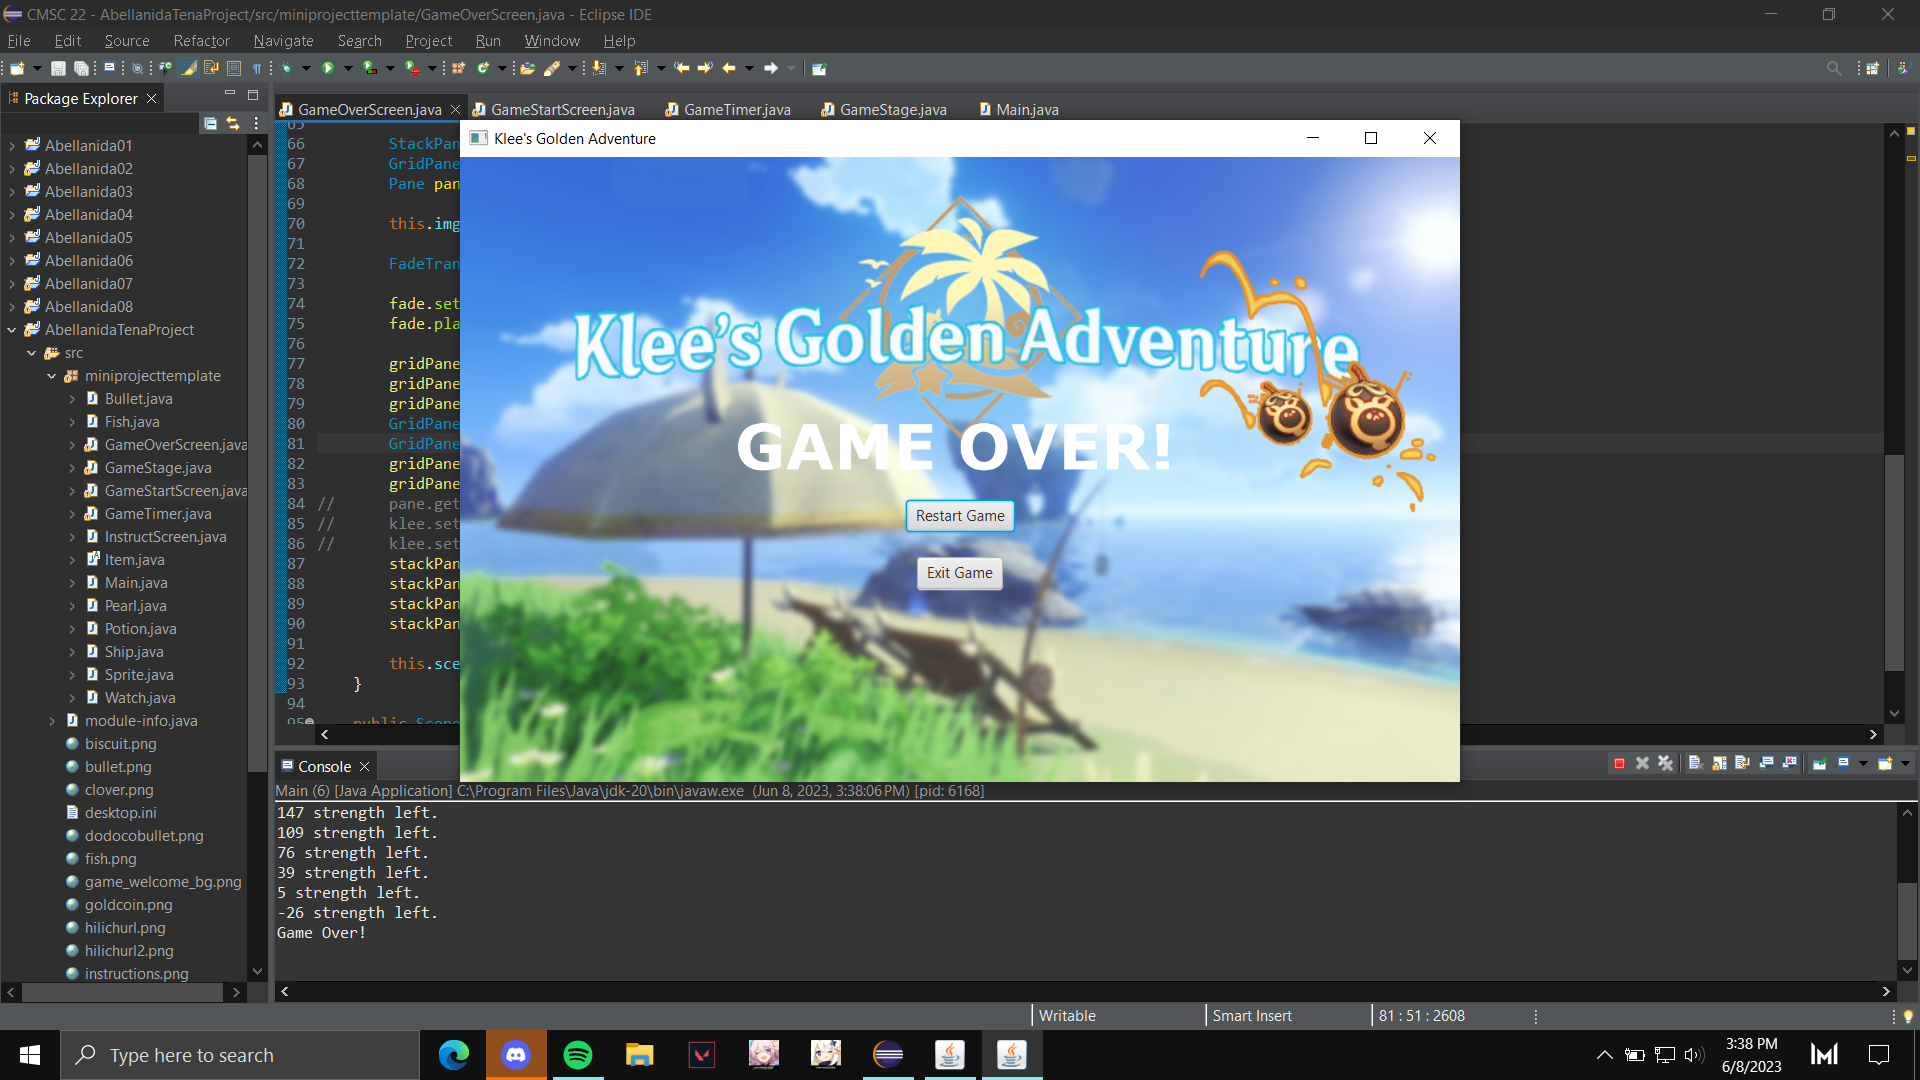 CMSC 22 - AbellanidaTenaProject/src/miniprojecttemplate/GameOverScreen.java - Eclipse IDE
File Edit Source Refactor Navigate Search Project Run Window Help
Package Explorer
GameOverScreen.java GameStartScreen.java GameTimer.java GameStage.java Main.java
Abellanida01
Abellanida02
Abellanida03
Abellanida04
Abellanida05
Abellanida06
Abellanida07
Abellanida08
AbellanidaTenaProject
src
miniprojecttemplate
Bullet.java
Fish.java
GameOverScreen.java
GameStage.java
GameStartScreen.java
GameTimer.java
InstructScreen.java
Item.java
Main.java
Pearl.java
Potion.java
Ship.java
Sprite.java
Watch.java
module-info.java
biscuit.png
bullet.png
clover.png
desktop.ini
dodocobullet.png
fish.png
game_welcome_bg.png
goldcoin.png
hilichurl.png
hilichurl2.png
instructions.png
65
66 StackPan
67 GridPane
68 Pane pan
69
70 this.img
71
72 FadeTran
73
74 fade.set
75 fade.pla
76
77 gridPane
78 gridPane
79 gridPane
80 GridPane
81 GridPane
82 gridPane
83 gridPane
84 // pane.get
85 // klee.set
86 // klee.set
87 stackPan
88 stackPan
89 stackPan
90 stackPan
91
92 this.sce
93 }
94
95 public Scene
Klee's Golden Adventure
Klee's Golden Adventure
GAME OVER!
Restart Game
Exit Game
Console
Main (6) [Java Application] C:\Program Files\Java\jdk-20\bin\javaw.exe (Jun 8, 2023, 3:38:06 PM) [pid: 6168]
147 strength left.
109 strength left.
76 strength left.
39 strength left.
5 strength left.
-26 strength left.
Game Over!
Writable Smart Insert 81 : 51 : 2608
Type here to search
3:38 PM
6/8/2023